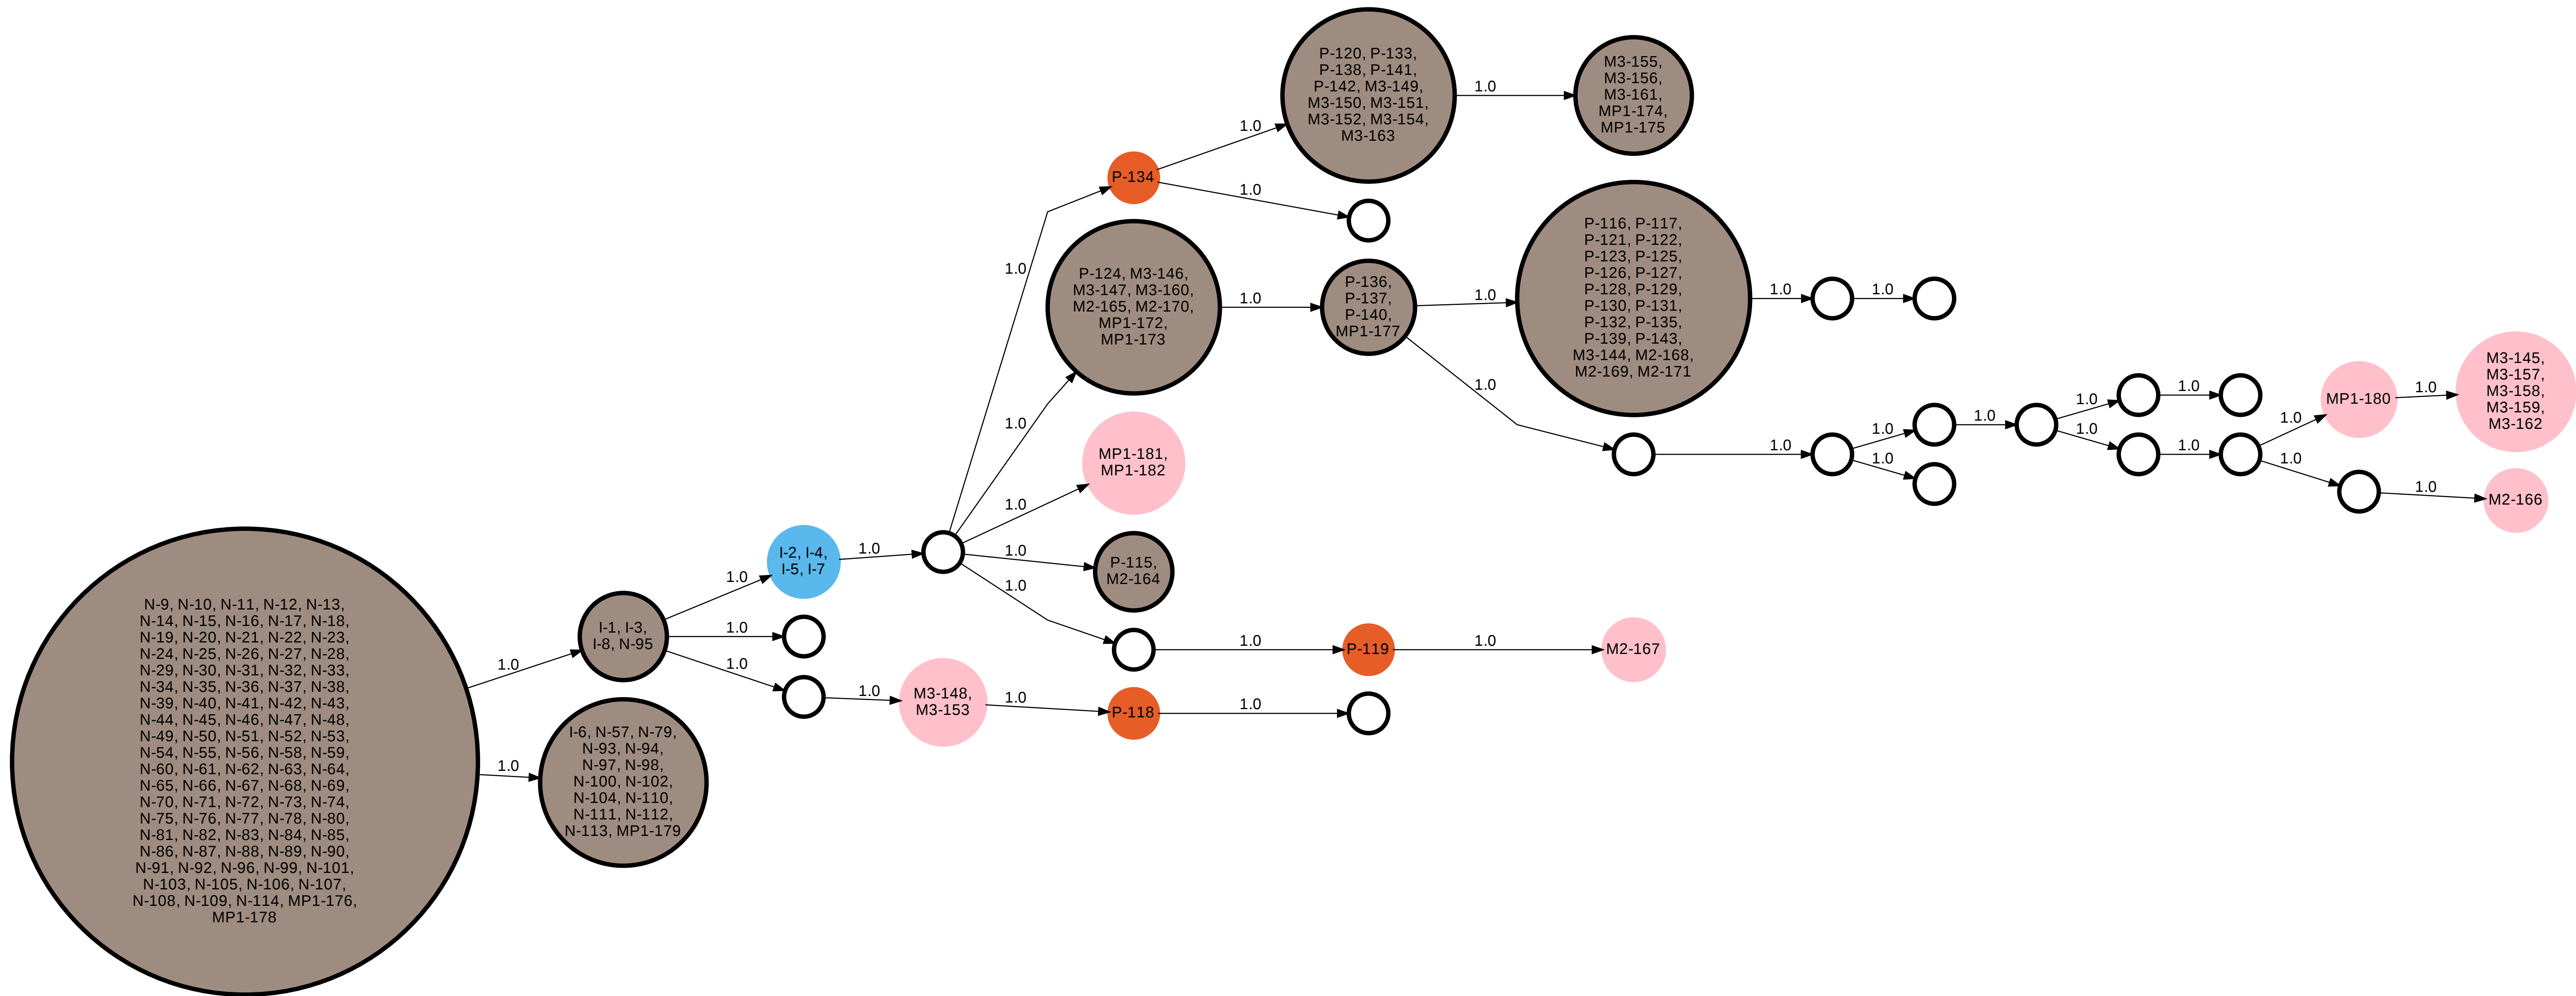 N-9, N-10, N-11, N-12, N-13,
N-14, N-15, N-16, N-17, N-18,
N-19, N-20, N-21, N-22, N-23,
N-24, N-25, N-26, N-27, N-28,
N-29, N-30, N-31, N-32, N-33,
N-34, N-35, N-36, N-37, N-38,
N-39, N-40, N-41, N-42, N-43,
N-44, N-45, N-46, N-47, N-48,
N-49, N-50, N-51, N-52, N-53,
N-54, N-55, N-56, N-58, N-59,
N-60, N-61, N-62, N-63, N-64,
N-65, N-66, N-67, N-68, N-69,
N-70, N-71, N-72, N-73, N-74,
N-75, N-76, N-77, N-78, N-80,
N-81, N-82, N-83, N-84, N-85,
N-86, N-87, N-88, N-89, N-90,
N-91, N-92, N-96, N-99, N-101,
N-103, N-105, N-106, N-107,
N-108, N-109, N-114, MP1-176,
MP1-178
1.0
1.0
I-1, I-3,
I-8, N-95
I-6, N-57, N-79,
N-93, N-94,
N-97, N-98,
N-100, N-102,
N-104, N-110,
N-111, N-112,
N-113, MP1-179
1.0
1.0
1.0
I-2, I-4,
I-5, I-7
1.0
1.0
M3-148,
M3-153
1.0
1.0
1.0
1.0
1.0
1.0
P-134
P-124, M3-146,
M3-147, M3-160,
M2-165, M2-170,
MP1-172,
MP1-173
MP1-181,
MP1-182
P-115,
M2-164
P-118
1.0
1.0
1.0
1.0
1.0
P-120, P-133,
P-138, P-141,
P-142, M3-149,
M3-150, M3-151,
M3-152, M3-154,
M3-163
P-136,
P-137,
P-140,
MP1-177
P-119
1.0
1.0
1.0
1.0
M3-155,
M3-156,
M3-161,
MP1-174,
MP1-175
P-116, P-117,
P-121, P-122,
P-123, P-125,
P-126, P-127,
P-128, P-129,
P-130, P-131,
P-132, P-135,
P-139, P-143,
M3-144, M2-168,
M2-169, M2-171
M2-167
1.0
1.0
1.0
1.0
1.0
1.0
1.0
1.0
1.0
1.0
1.0
1.0
MP1-180
1.0
1.0
M3-145,
M3-157,
M3-158,
M3-159,
M3-162
M2-166